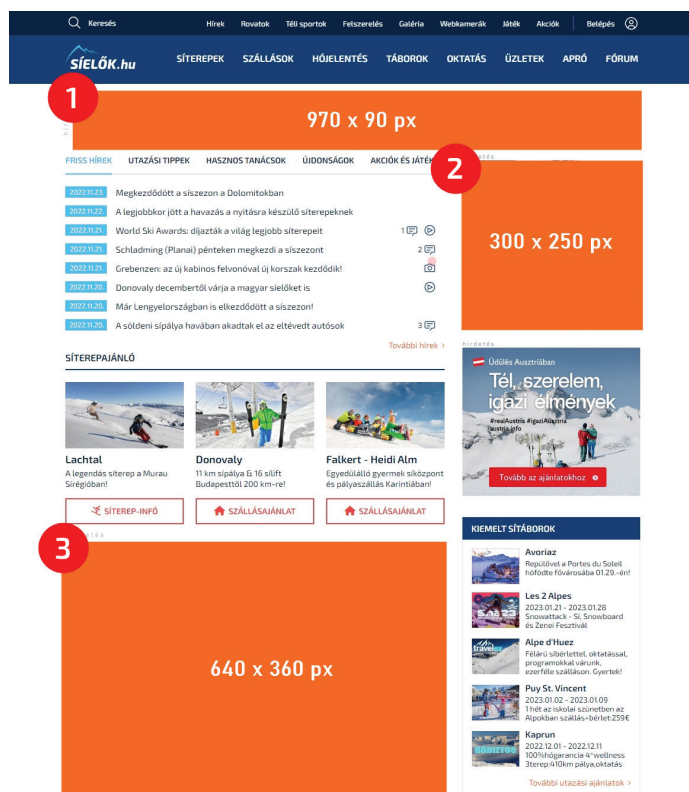 Keresés
Hírek Rovatok Téli sportok Felszerelés Galéria Webkamerák Játék Akciók Belépés
SÍELŐK.hu
SÍTEREPEK SZÁLLÁSOK HÓJELENTÉS TÁBOROK OKTATÁS ÜZLETEK APRÓ FÓRUM
1
970 x 90 px
FRISS HÍREK UTAZÁSI TIPPEK HASZNOS TANÁCSOK ÚJDONSÁGOK AKCIÓK ÉS JÁTÉK
2022.11.23. Megkezdődött a síszezon a Dolomitokban
2022.11.22. A legjobbkor jött a havazás a nyitásra készülő síterepeknek
2022.11.21. World Ski Awards: díjazták a világ legjobb síterepeit 1
2022.11.21. Schladming (Planai) pénteken megkezdi a síszezont 2
2022.11.21. Grebenzen: az új kabinos felvonóval új korszak kezdődik!
2022.11.20. Donovaly decembertől várja a magyar síelőket is
2022.11.20. Már Lengyelországban is elkezdődött a síszezon!
2022.11.20. A söldeni sípálya havában akadtak el az eltévedt autósok 3
További hírek >
2
300 x 250 px
hirdetés
Üdülés Ausztriában
Tél, szerelem,
igazi élmények
#realAustria #igaziAusztria
austria.info
Tovább az ajánlatokhoz
SÍTEREPAJÁNLÓ
Lachtal
A legendás síterep a Murau
Sírégióban!
SÍTEREP-INFÓ
Donovaly
11 km sípálya & 16 sílift
Budapesttől 200 km-re!
SZÁLLÁSAJÁNLAT
Falkert - Heidi Alm
Egyedülálló gyermek síközpont
és pályaszállás Karintiában!
SZÁLLÁSAJÁNLAT
3
640 x 360 px
KIEMELT SÍTÁBOROK
Avoriaz
Repülővel a Portes du Soleil
hófödte fővárosába 01.29.-én!
Les 2 Alpes
2023.01.21 - 2023.01.28
Snowattack - Sí, Snowboard
és Zenei Fesztivál
Alpe d'Huez
Félárú síbérlettel, oktatással,
programokkal várunk,
ezerféle szálláson. Gyertek!
travelex
Puy St. Vincent
2023.01.02 - 2023.01.09
1 hét az iskolai szünetben az
Alpokban szállás+bérlet:259€
Kaprun
2022.12.01 - 2022.12.11
100%hógarancia 4*wellness
3terep:410km pálya,oktatás
További utazási ajánlatok >